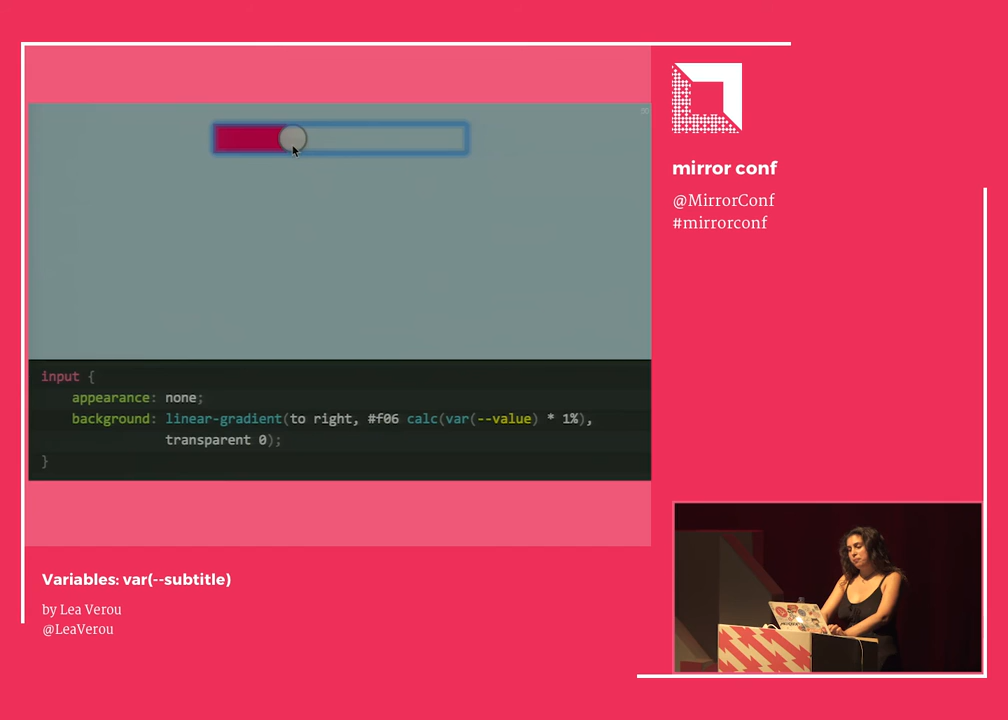 mirror conf
@MirrorConf
#mirrorconf
input {
appearance: none;
background: linear-gradient(to right, #f06 calc(var(--value) * 1%),
transparent 0);
}
Variables: var(--subtitle)
by Lea Verou
@LeaVerou